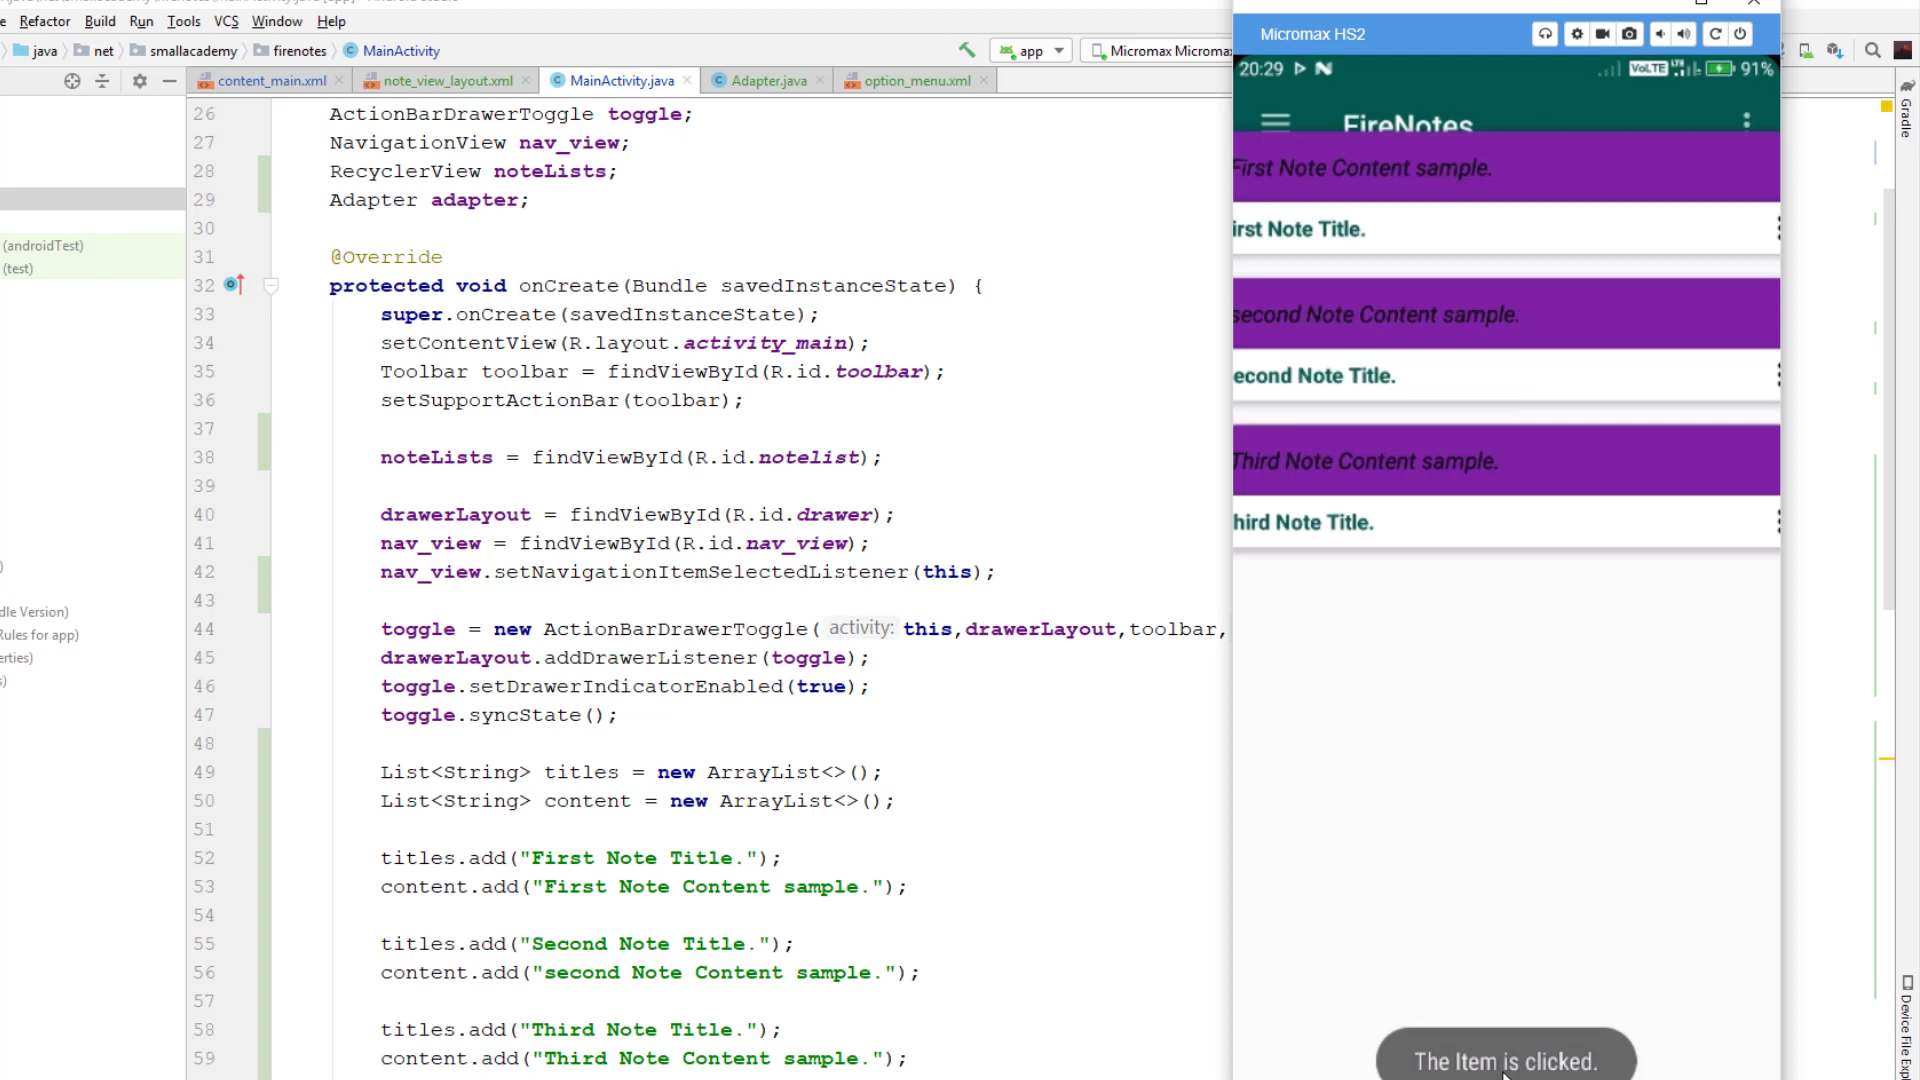 Refactor Build Run Tools VCS Window Help
java net smallacademy firenotes MainActivity
app Micromax Microma
content_main.xml note_view_layout.xml MainActivity.java Adapter.java option_menu.xml
(androidTest)
(test)
dle Version)
Rules for app)
erties)
26 ActionBarDrawerToggle toggle;
27 NavigationView nav_view;
28 RecyclerView noteLists;
29 Adapter adapter;
30
31 @Override
32 protected void onCreate(Bundle savedInstanceState) {
33 super.onCreate(savedInstanceState);
34 setContentView(R.layout.activity_main);
35 Toolbar toolbar = findViewById(R.id.toolbar);
36 setSupportActionBar(toolbar);
37
38 noteLists = findViewById(R.id.notelist);
39
40 drawerLayout = findViewById(R.id.drawer);
41 nav_view = findViewById(R.id.nav_view);
42 nav_view.setNavigationItemSelectedListener(this);
43
44 toggle = new ActionBarDrawerToggle( activity: this,drawerLayout,toolbar,
45 drawerLayout.addDrawerListener(toggle);
46 toggle.setDrawerIndicatorEnabled(true);
47 toggle.syncState();
48
49 List<String> titles = new ArrayList<>();
50 List<String> content = new ArrayList<>();
51
52 titles.add("First Note Title.");
53 content.add("First Note Content sample.");
54
55 titles.add("Second Note Title.");
56 content.add("second Note Content sample.");
57
58 titles.add("Third Note Title.");
59 content.add("Third Note Content sample.");
Micromax HS2
20:29 VoLTE 91%
FireNotes
First Note Content sample.
irst Note Title.
second Note Content sample.
econd Note Title.
Third Note Content sample.
hird Note Title.
The Item is clicked.
Gradle
Device File Expl